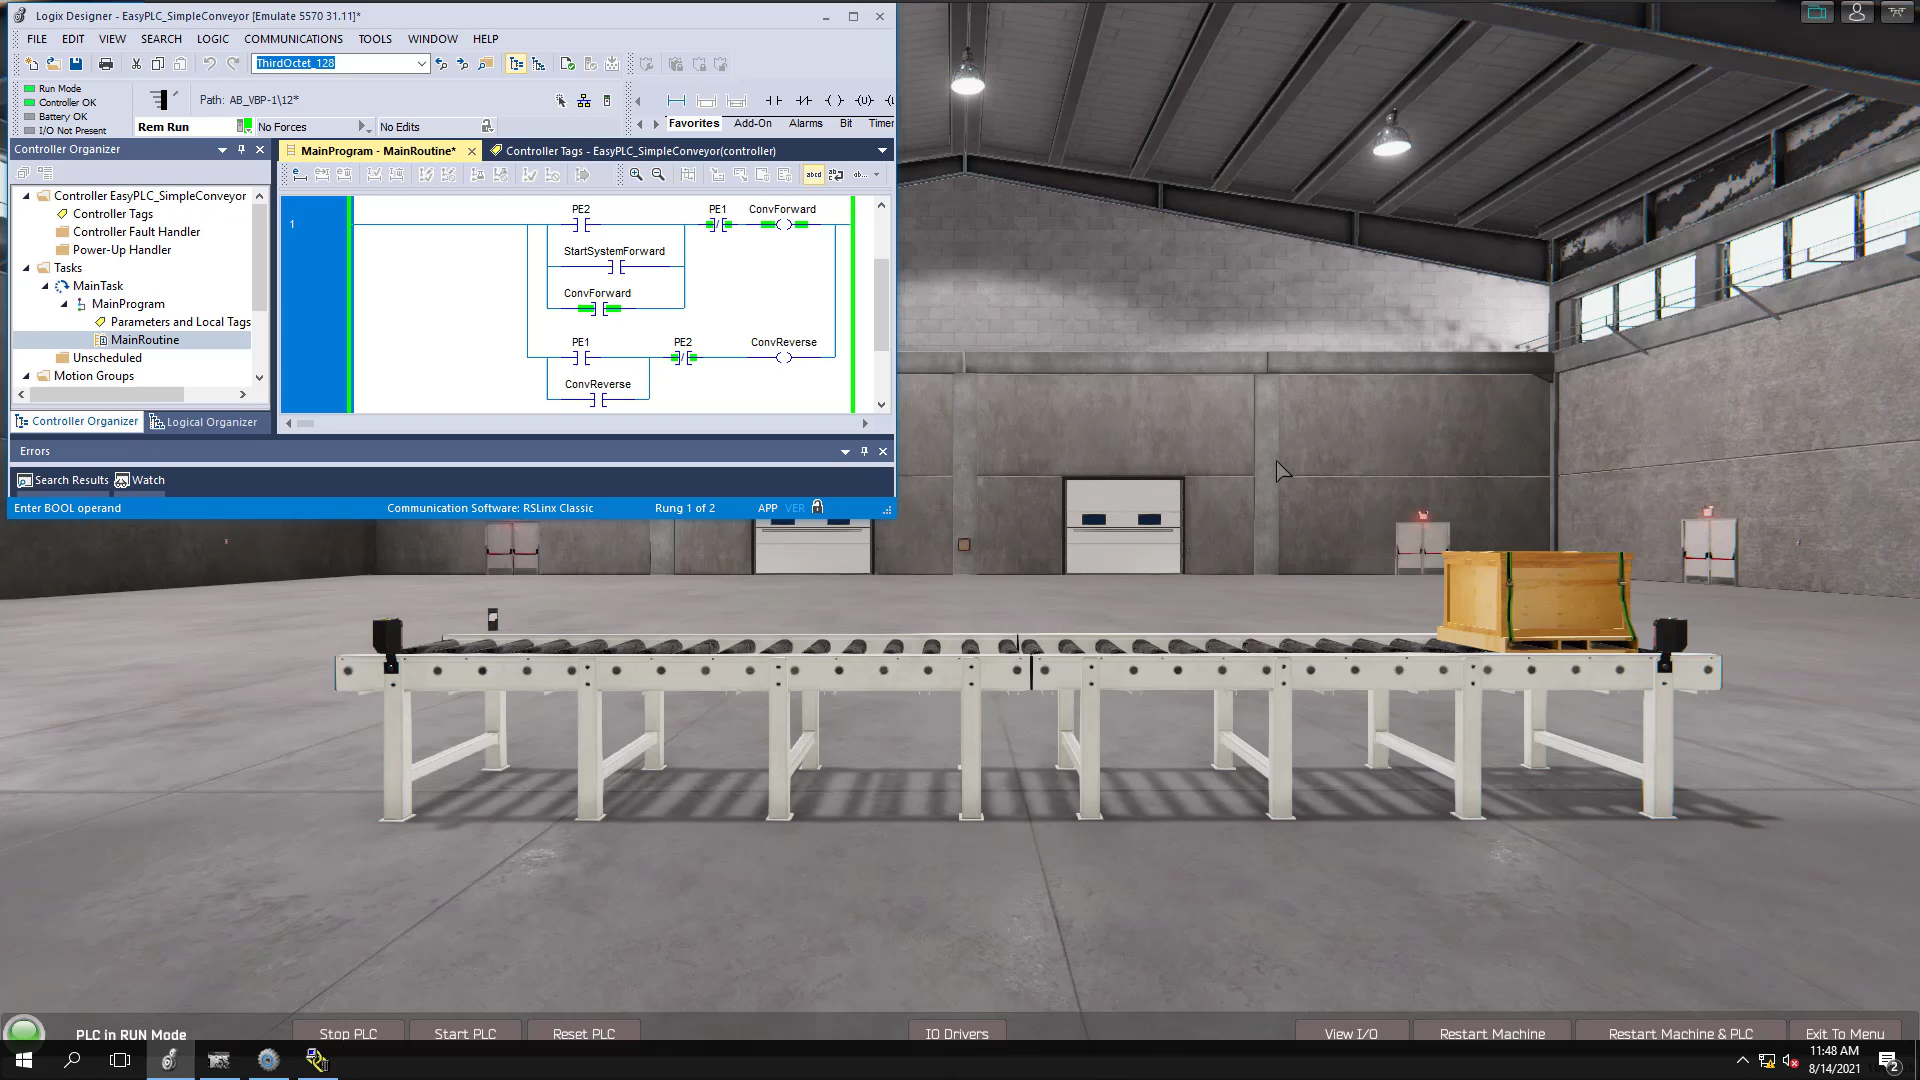 Logix Designer - EasyPLC_SimpleConveyor [Emulate 5570 31.11]*
FILE EDIT VIEW SEARCH LOGIC COMMUNICATIONS TOOLS WINDOW HELP
ThirdOctet_128
Run Mode
Controller OK
Battery OK
I/O Not Present
Path: AB_VBP-1\12*
Rem Run No Forces No Edits
Favorites Add-On Alarms Bit Timer
Controller Organizer
MainProgram - MainRoutine*
Controller Tags - EasyPLC_SimpleConveyor(controller)
Controller EasyPLC_SimpleConveyor
Controller Tags
Controller Fault Handler
Power-Up Handler
Tasks
MainTask
MainProgram
Parameters and Local Tags
MainRoutine
Unscheduled
Motion Groups
Controller Organizer Logical Organizer
1
PE2 PE1 ConvForward
StartSystemForward
ConvForward
PE1 PE2 ConvReverse
ConvReverse
Errors
Search Results Watch
Enter BOOL operand Communication Software: RSLinx Classic Rung 1 of 2 APP VER
PLC in RUN Mode Stop PLC Start PLC Reset PLC IO Drivers View I/O Restart Machine Restart Machine & PLC Exit To Menu
11:48 AM
8/14/2021
2